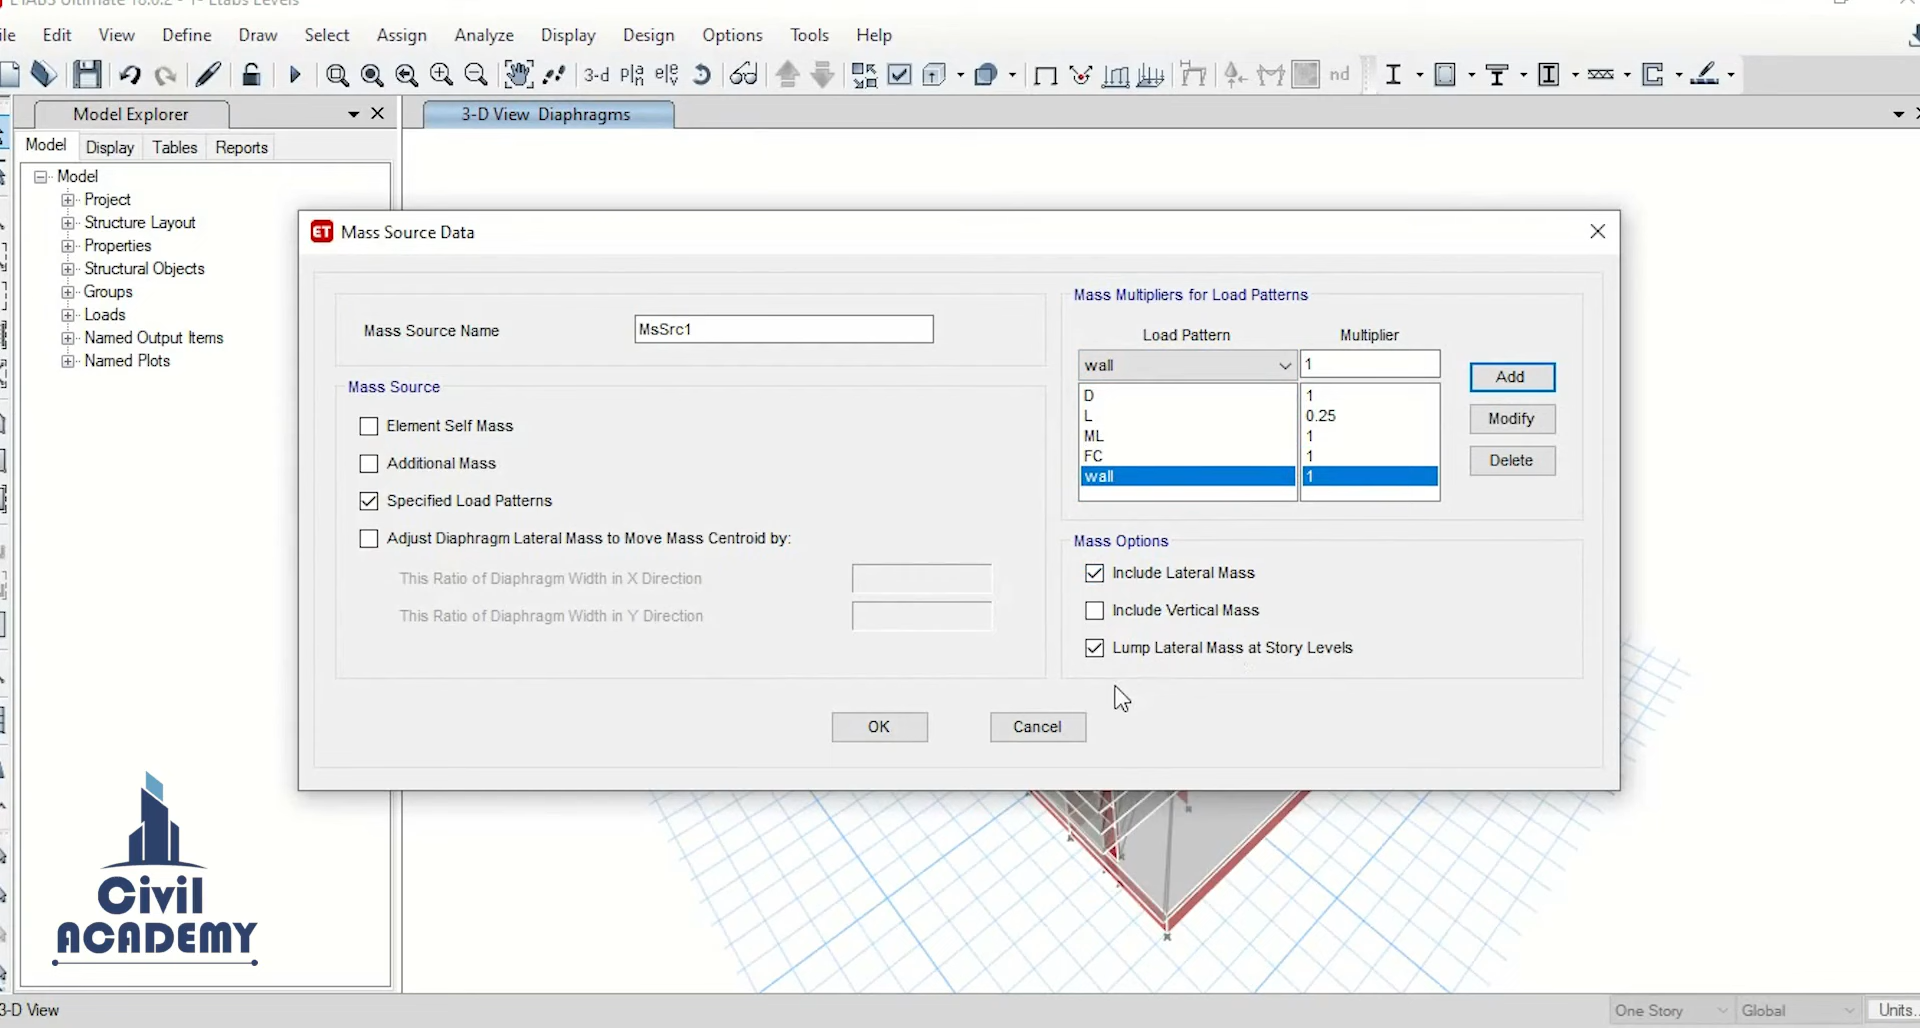 Edit View Define Draw Select Assign Analyze Display Design Options Tools Help
3-d nd
Model Explorer
3-D View Diaphragms
Model Display Tables Reports
Model
Project
Structure Layout
Properties
Structural Objects
Groups
Loads
Named Output Items
Named Plots
ET Mass Source Data
Mass Source Name MsSrc1
Mass Source
Element Self Mass
Additional Mass
Specified Load Patterns
Adjust Diaphragm Lateral Mass to Move Mass Centroid by:
This Ratio of Diaphragm Width in X Direction
This Ratio of Diaphragm Width in Y Direction
Mass Multipliers for Load Patterns
Load Pattern Multiplier
wall 1
D 1
L 0.25
ML 1
FC 1
wall 1
Add
Modify
Delete
Mass Options
Include Lateral Mass
Include Vertical Mass
Lump Lateral Mass at Story Levels
OK Cancel
Civil
ACADEMY
3-D View
One Story Global Units...